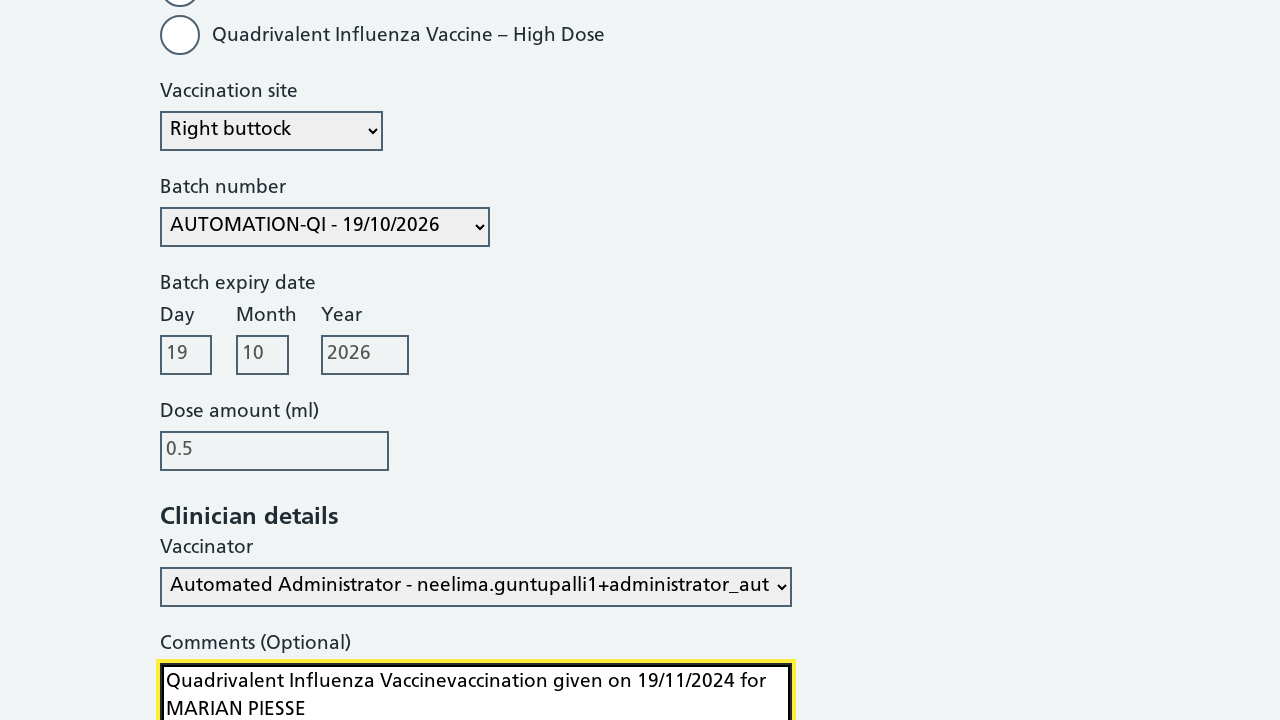 Quadrivalent Influenza Vaccine – High Dose
Vaccination site
Right buttock
Batch number
AUTOMATION-QI - 19/10/2026
Batch expiry date
Day Month Year
19 10 2026
Dose amount (ml)
0.5
Clinician details
Vaccinator
Automated Administrator - neelima.guntupalli1+administrator_aut
Comments (Optional)
Quadrivalent Influenza Vaccinevaccination given on 19/11/2024 for
MARIAN PIESSE